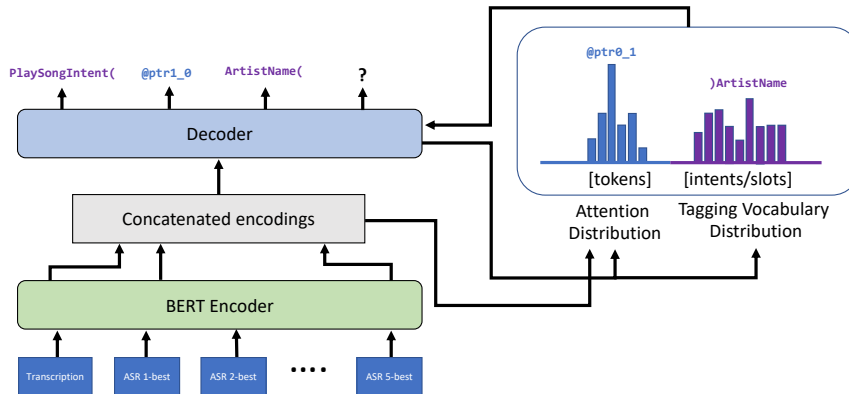 @ptr0_1
PlaySongIntent( @ptr1_0 ArtistName( ?
)ArtistName
Decoder
[tokens] [intents/slots]
Attention
Distribution
Tagging Vocabulary
Distribution
Concatenated encodings
BERT Encoder
Transcription ASR 1-best ASR 2-best .... ASR 5-best